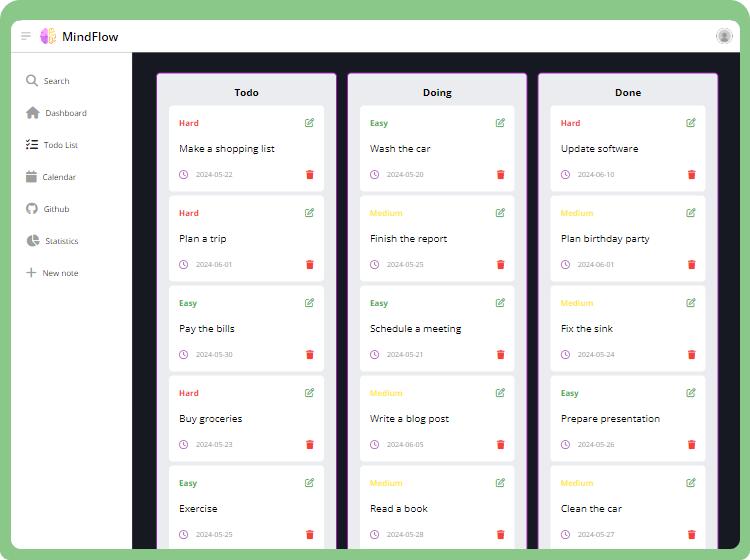 MindFlow
Search
Dashboard
Todo List
Calendar
Github
Statistics
New note
Todo
Hard
Make a shopping list
2024-05-22
Hard
Plan a trip
2024-06-01
Easy
Pay the bills
2024-05-30
Hard
Buy groceries
2024-05-23
Easy
Exercise
2024-05-25
Doing
Easy
Wash the car
2024-05-20
Medium
Finish the report
2024-05-25
Easy
Schedule a meeting
2024-05-21
Medium
Write a blog post
2024-06-05
Medium
Read a book
2024-05-28
Done
Hard
Update software
2024-06-10
Medium
Plan birthday party
2024-06-01
Medium
Fix the sink
2024-05-24
Easy
Prepare presentation
2024-05-26
Medium
Clean the car
2024-05-27